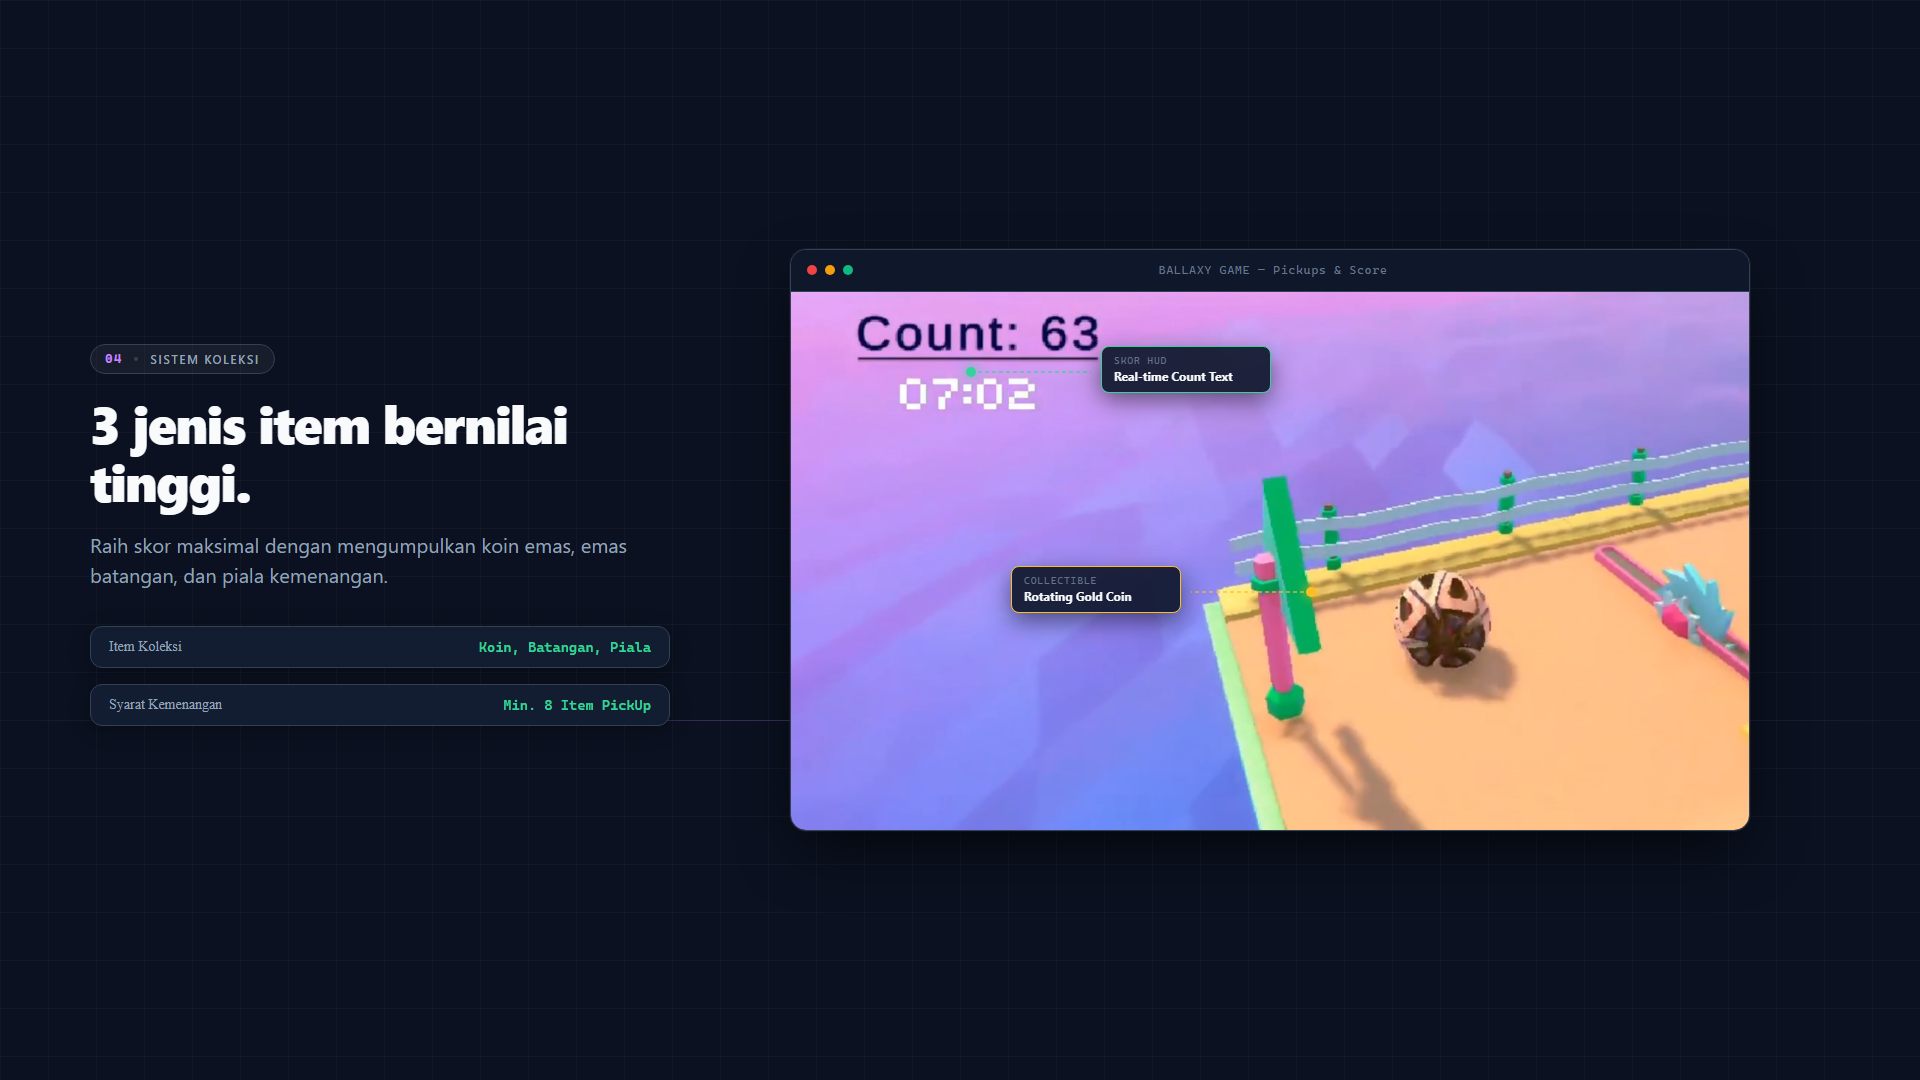 04 • SISTEM KOLEKSI
3 jenis item bernilai
tinggi.
Raih skor maksimal dengan mengumpulkan koin emas, emas
batangan, dan piala kemenangan.
Item Koleksi Koin, Batangan, Piala
Syarat Kemenangan Min. 8 Item PickUp
BALLAXY GAME — Pickups & Score
Count: 63
07:02
SKOR HUD
Real-time Count Text
COLLECTIBLE
Rotating Gold Coin